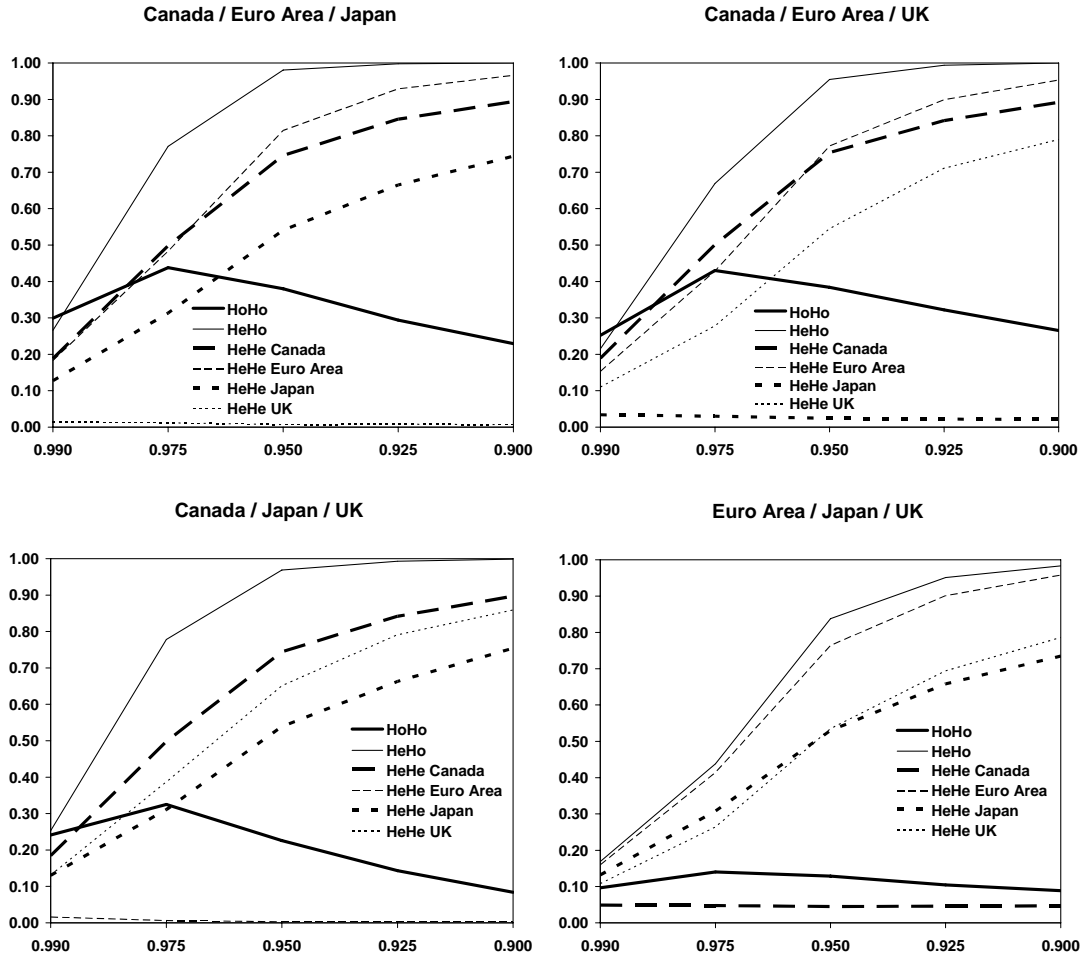 Canada / Euro Area / Japan
1.00
0.90
0.80
0.70
0.60
0.50
0.40
0.30
0.20
0.10
0.00
HoHo
HeHo
HeHe Canada
HeHe Euro Area
HeHe Japan
HeHe UK
0.990 0.975 0.950 0.925 0.900
Canada / Euro Area / UK
1.00
0.90
0.80
0.70
0.60
0.50
0.40
0.30
0.20
0.10
0.00
HoHo
HeHo
HeHe Canada
HeHe Euro Area
HeHe Japan
HeHe UK
0.990 0.975 0.950 0.925 0.900
Canada / Japan / UK
1.00
0.90
0.80
0.70
0.60
0.50
0.40
0.30
0.20
0.10
0.00
HoHo
HeHo
HeHe Canada
HeHe Euro Area
HeHe Japan
HeHe UK
0.990 0.975 0.950 0.925 0.900
Euro Area / Japan / UK
1.00
0.90
0.80
0.70
0.60
0.50
0.40
0.30
0.20
0.10
0.00
HoHo
HeHo
HeHe Canada
HeHe Euro Area
HeHe Japan
HeHe UK
0.990 0.975 0.950 0.925 0.900